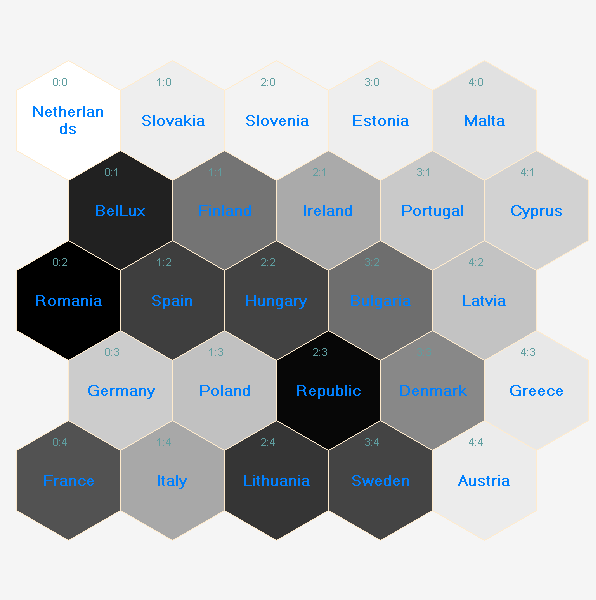 0:0 1:0 2:0 3:0 4:0
Netherlan
ds
Slovakia Slovenia Estonia Malta
0:1 1:1 2:1 3:1 4:1
BelLux Finland Ireland Portugal Cyprus
0:2 1:2 2:2 3:2 4:2
Romania Spain Hungary Bulgaria Latvia
0:3 1:3 2:3 4:3
Germany Poland Republic Denmark Greece
0:4 1:4 2:4 3:4 4:4
France Italy Lithuania Sweden Austria